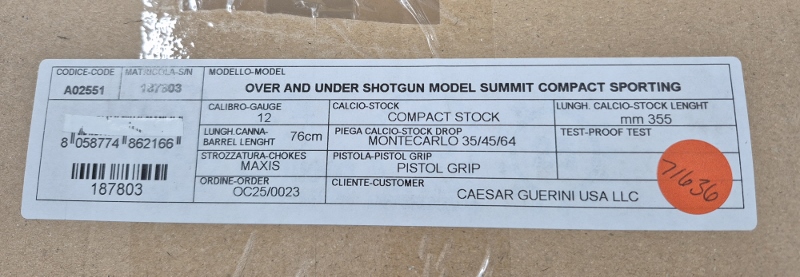 CODICE-CODE
A02551
MATRICOLA-S/N
187803
MODELLO-MODEL
OVER AND UNDER SHOTGUN MODEL SUMMIT COMPACT SPORTING
8 058774 862166
187803
CALIBRO-GAUGE
12
LUNGH.CANNA-
BARREL LENGHT
76cm
STROZZATURA-CHOKES
MAXIS
ORDINE-ORDER
OC25/0023
CALCIO-STOCK
COMPACT STOCK
PIEGA CALCIO-STOCK DROP
MONTECARLO 35/45/64
PISTOLA-PISTOL GRIP
PISTOL GRIP
CLIENTE-CUSTOMER
CAESAR GUERINI USA LLC
LUNGH. CALCIO-STOCK LENGHT
mm 355
TEST-PROOF TEST
71636